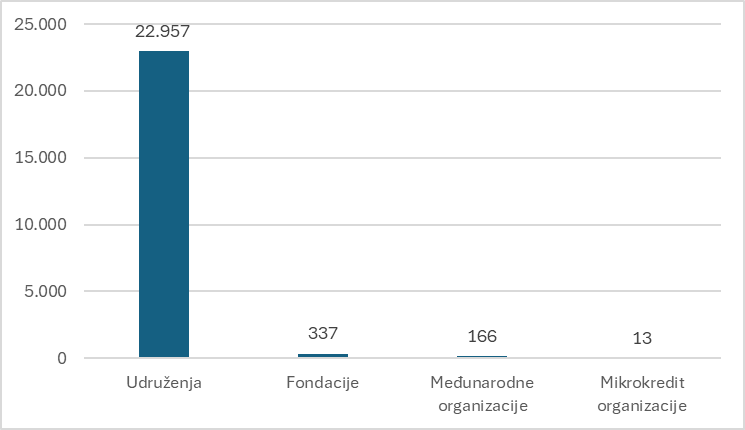 25.000
20.000
15.000
10.000
5.000
0
22.957
337
166
13
Udruženja
Fondacije
Međunarodne
organizacije
Mikrokredit
organizacije